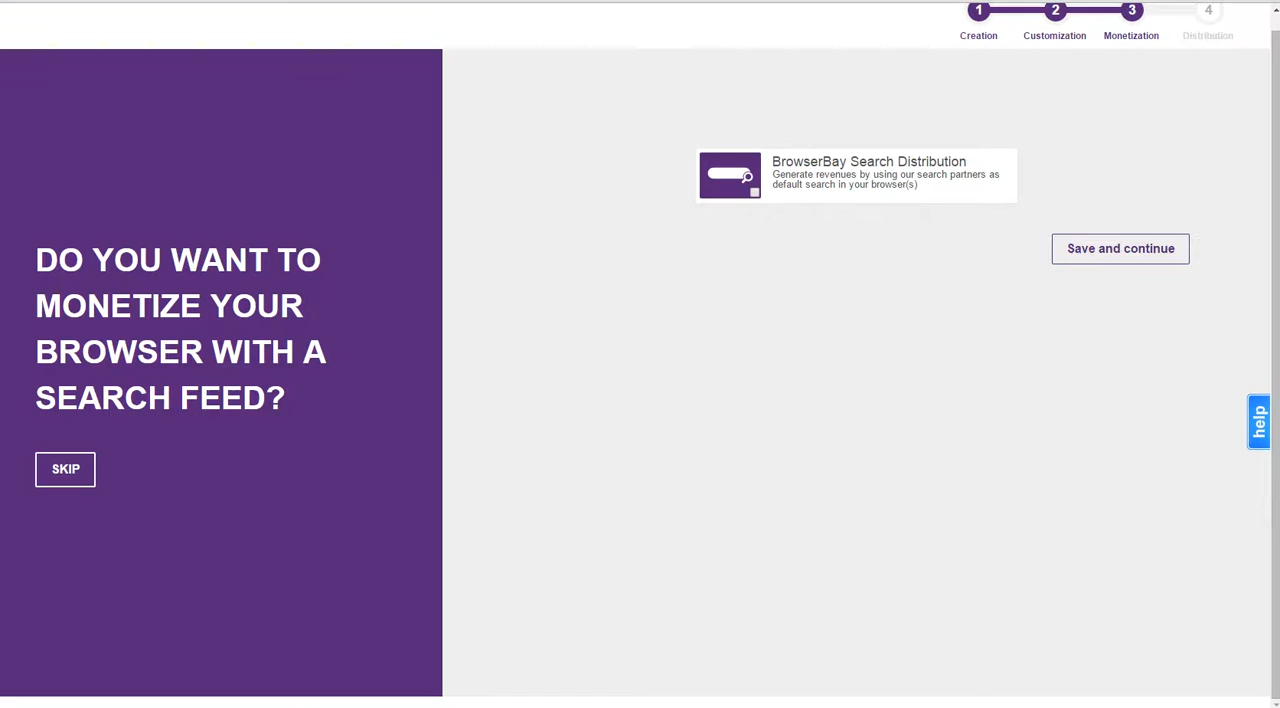 1 2 3 4
Creation Customization Monetization Distribution
BrowserBay Search Distribution
Generate revenues by using our search partners as
default search in your browser(s)
Save and continue
DO YOU WANT TO
MONETIZE YOUR
BROWSER WITH A
SEARCH FEED?
SKIP
help